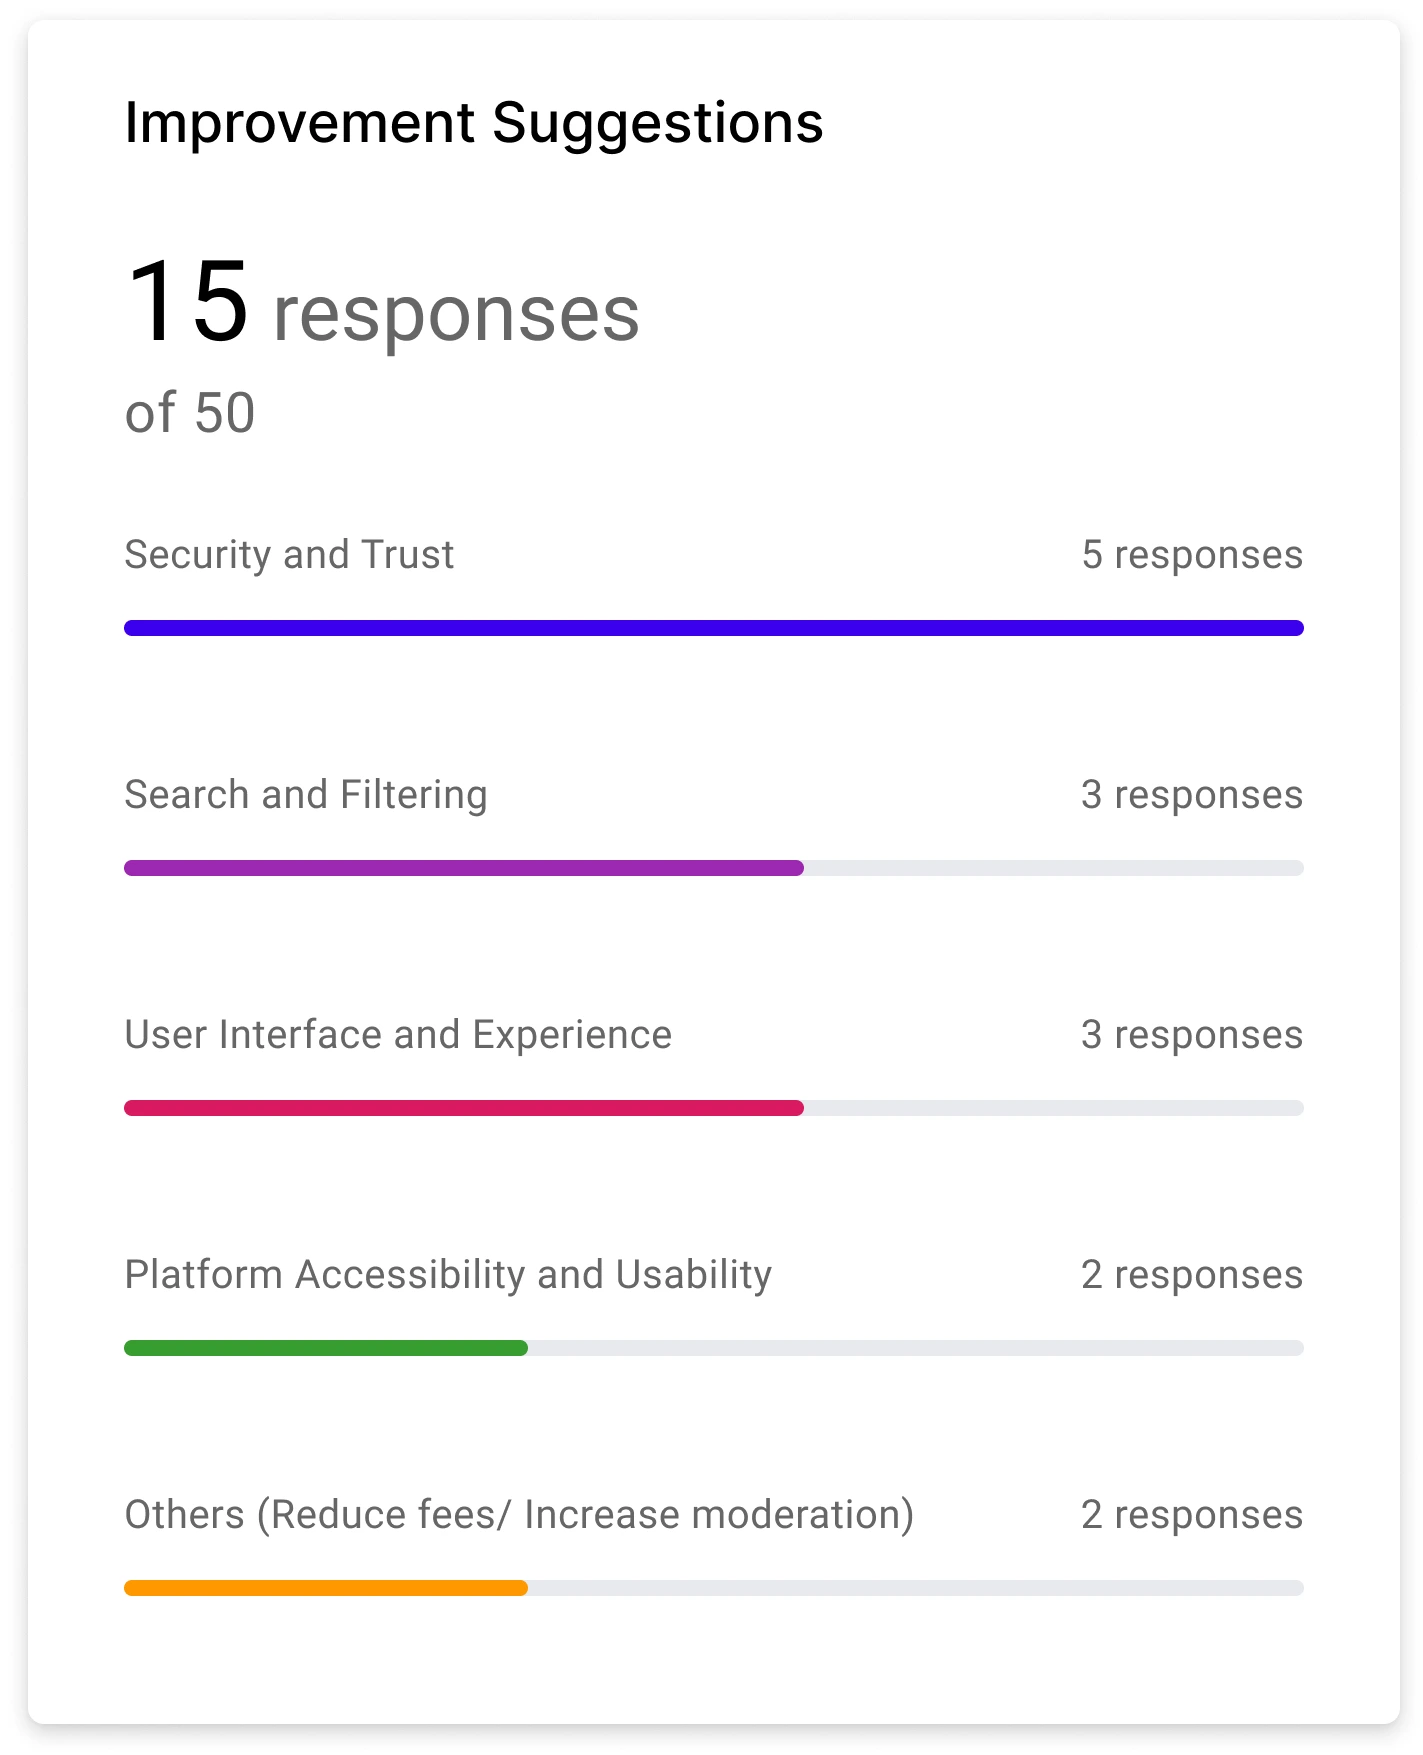 Improvement Suggestions
15 responses
of 50
Security and Trust 5 responses
Search and Filtering 3 responses
User Interface and Experience 3 responses
Platform Accessibility and Usability 2 responses
Others (Reduce fees/ Increase moderation) 2 responses